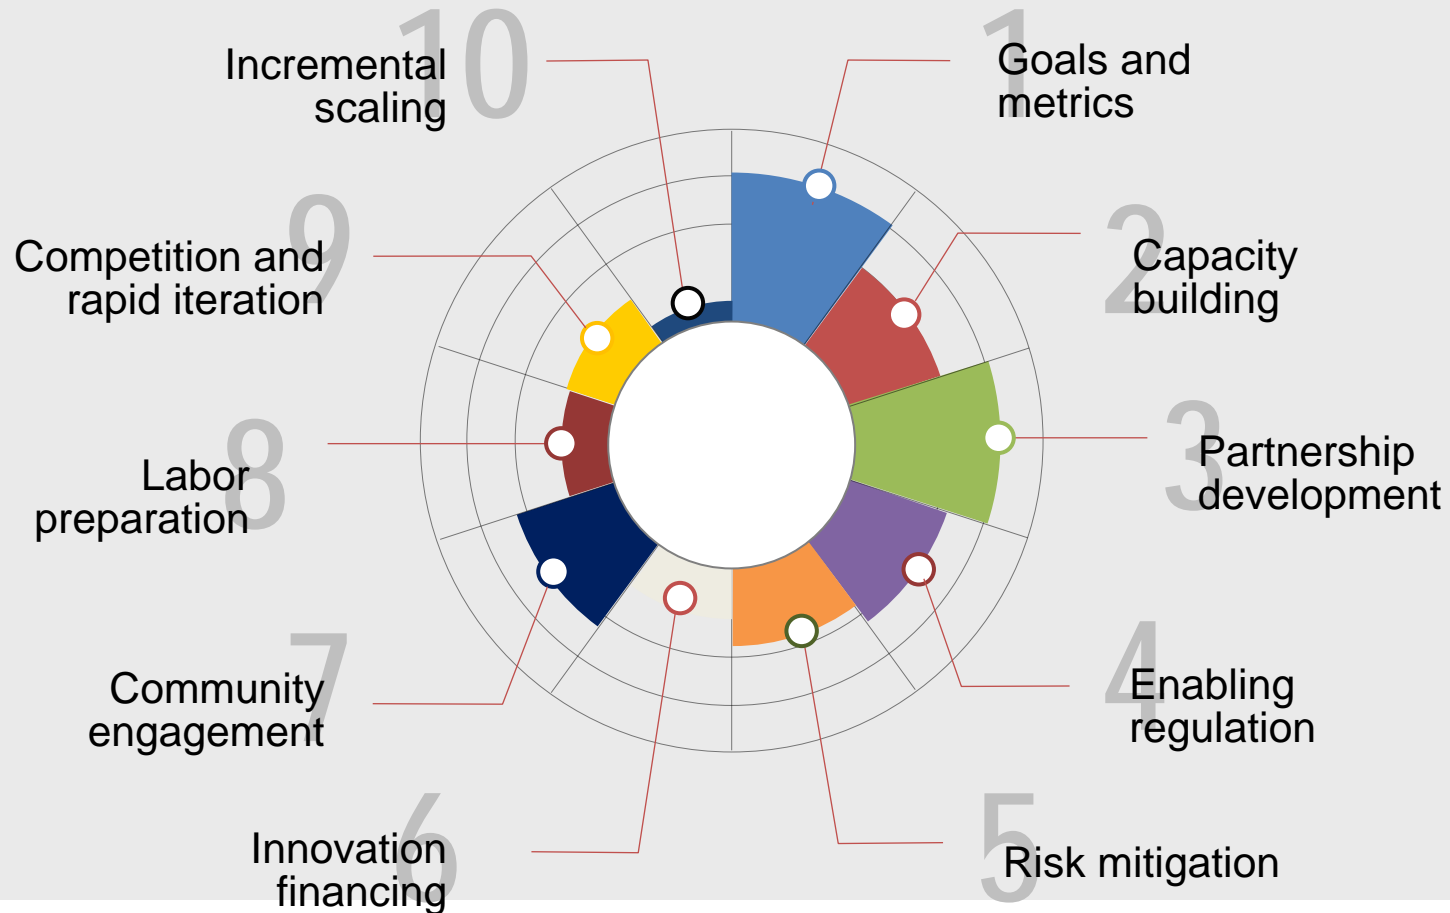 1
Goals and
metrics
2
Capacity
building
3
Partnership
development
4
Enabling
regulation
5
Risk mitigation
6
Innovation
financing
7
Community
engagement
8
Labor
preparation
9
Competition and
rapid iteration
10
Incremental
scaling